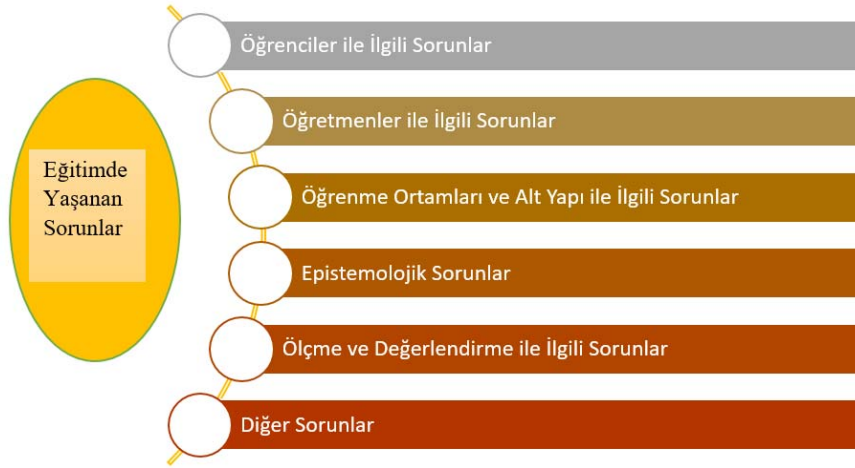 Eğitimde
Yaşanan
Sorunlar
Öğrenciler ile İlgili Sorunlar
Öğretmenler ile İlgili Sorunlar
Öğrenme Ortamları ve Alt Yapı ile İlgili Sorunlar
Epistemolojik Sorunlar
Ölçme ve Değerlendirme ile İlgili Sorunlar
Diğer Sorunlar